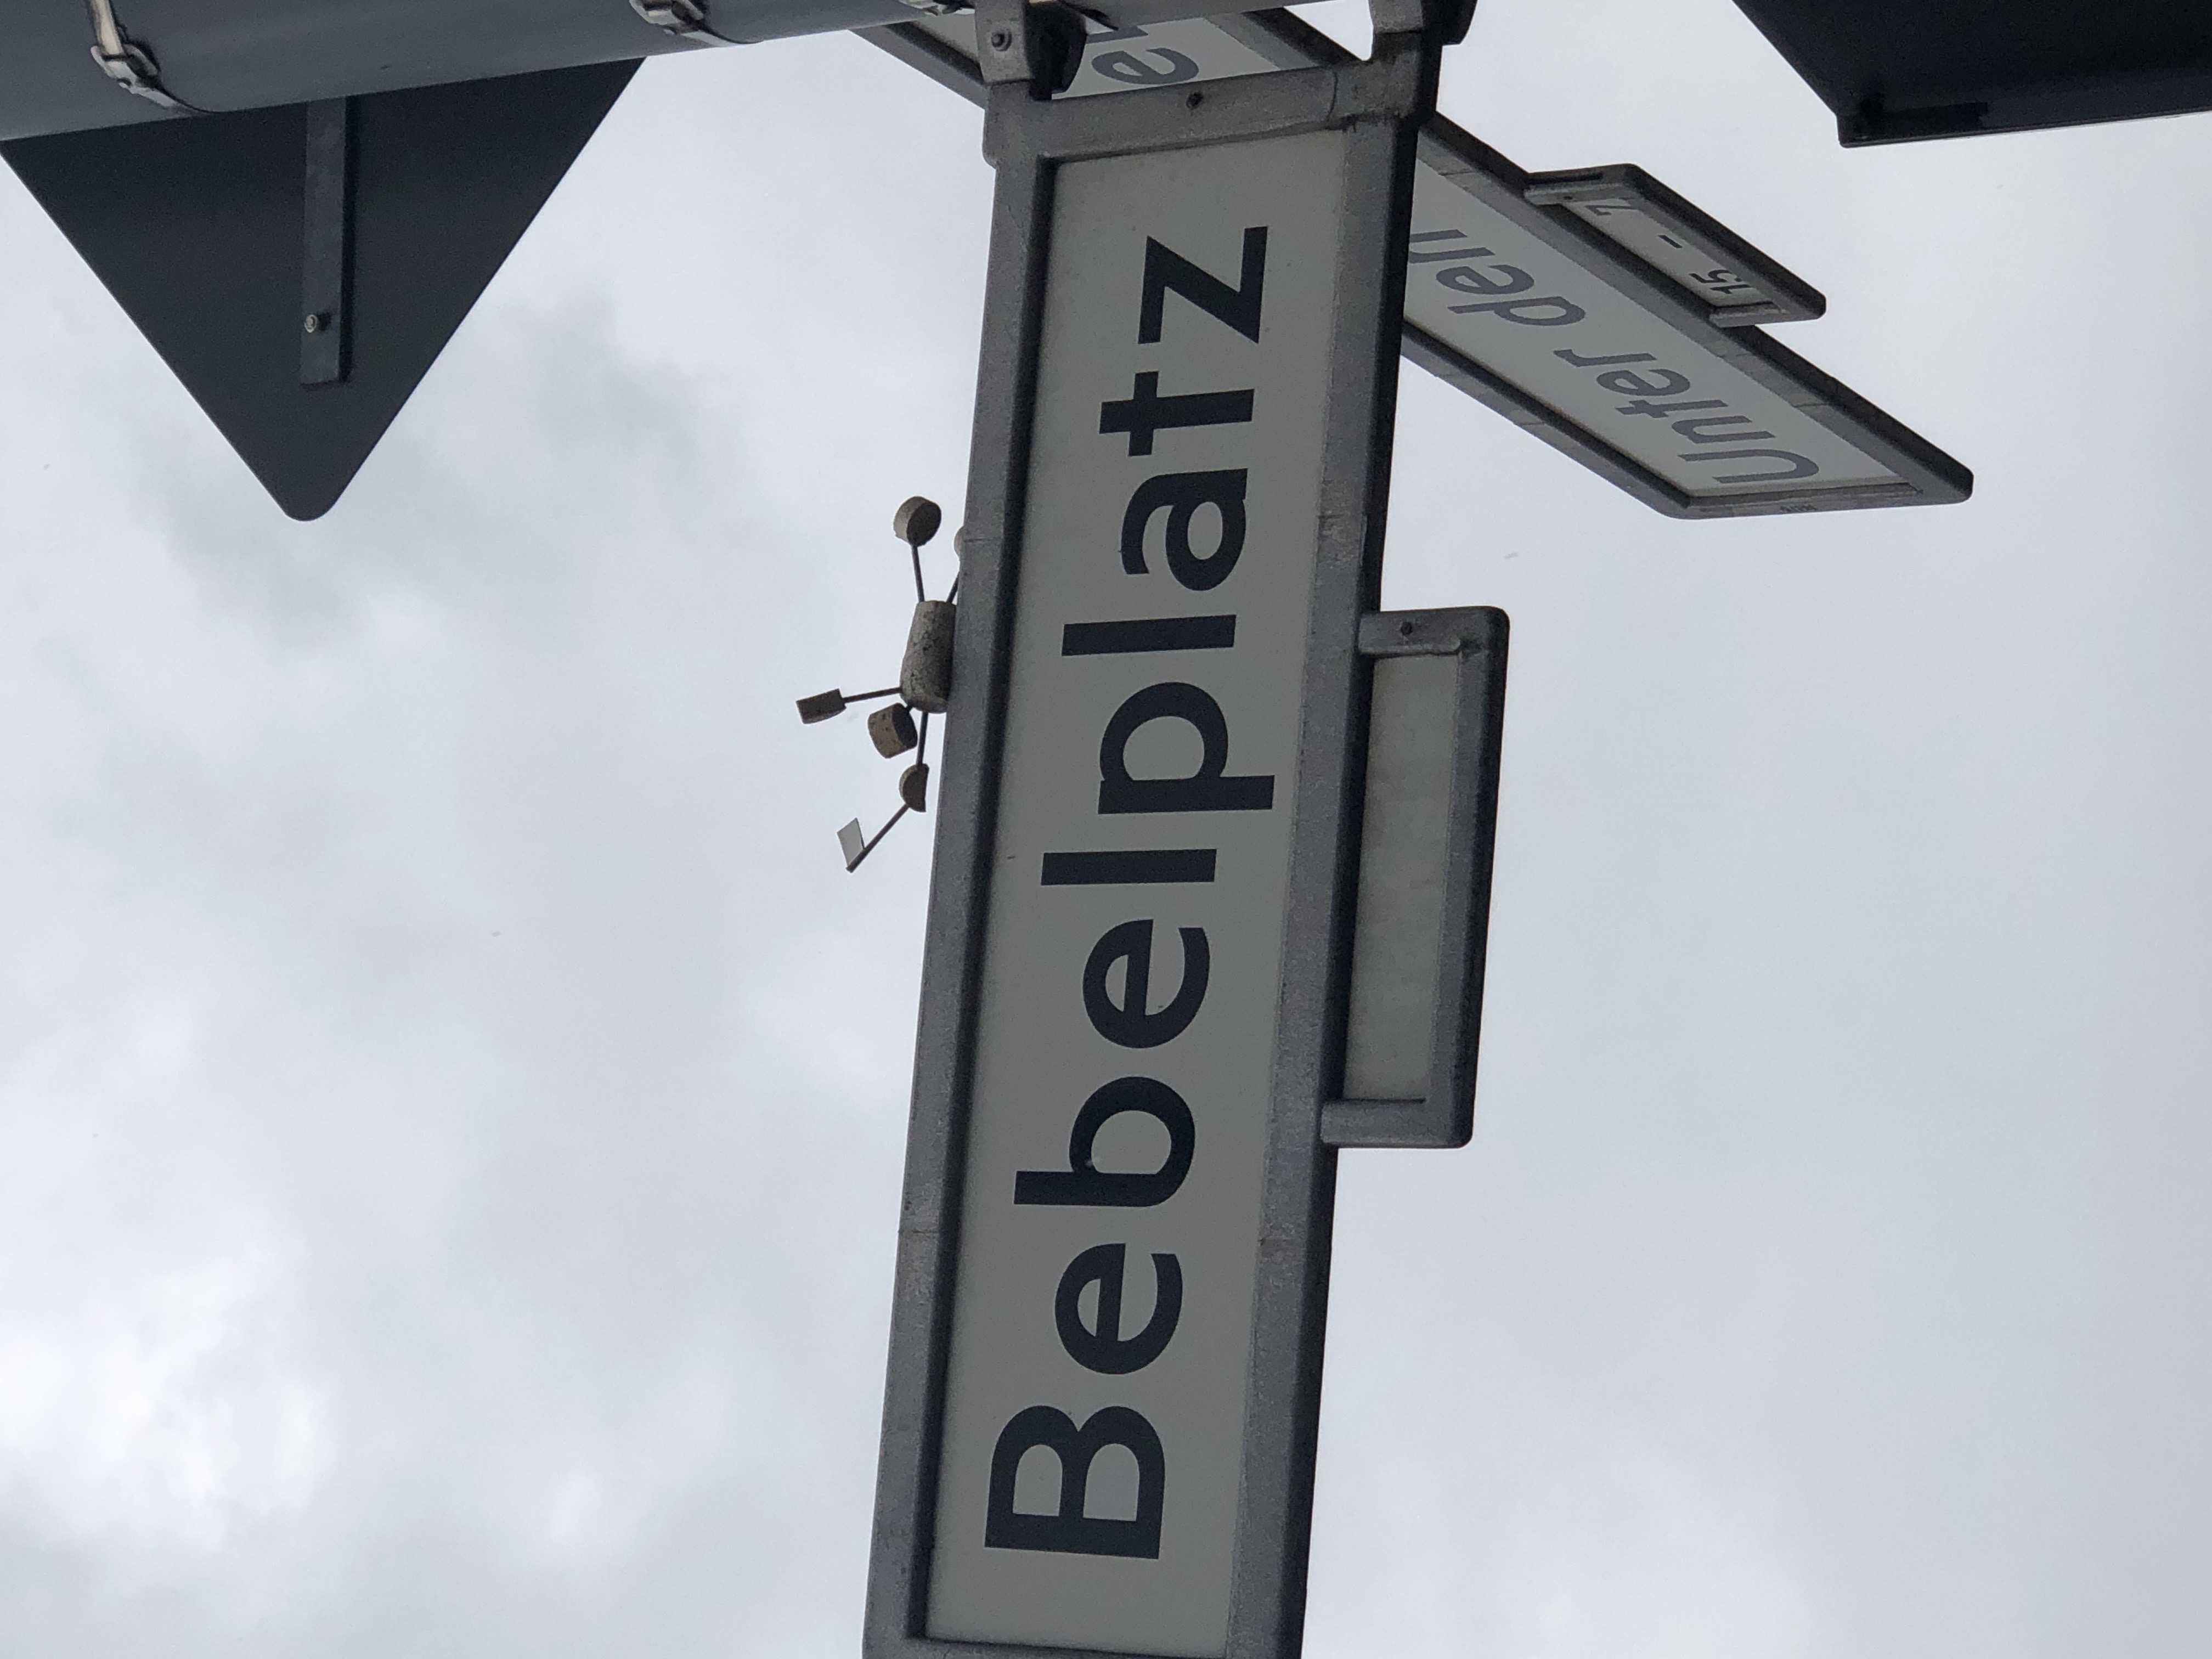 Bebelplatz
Unter den
15 - 7